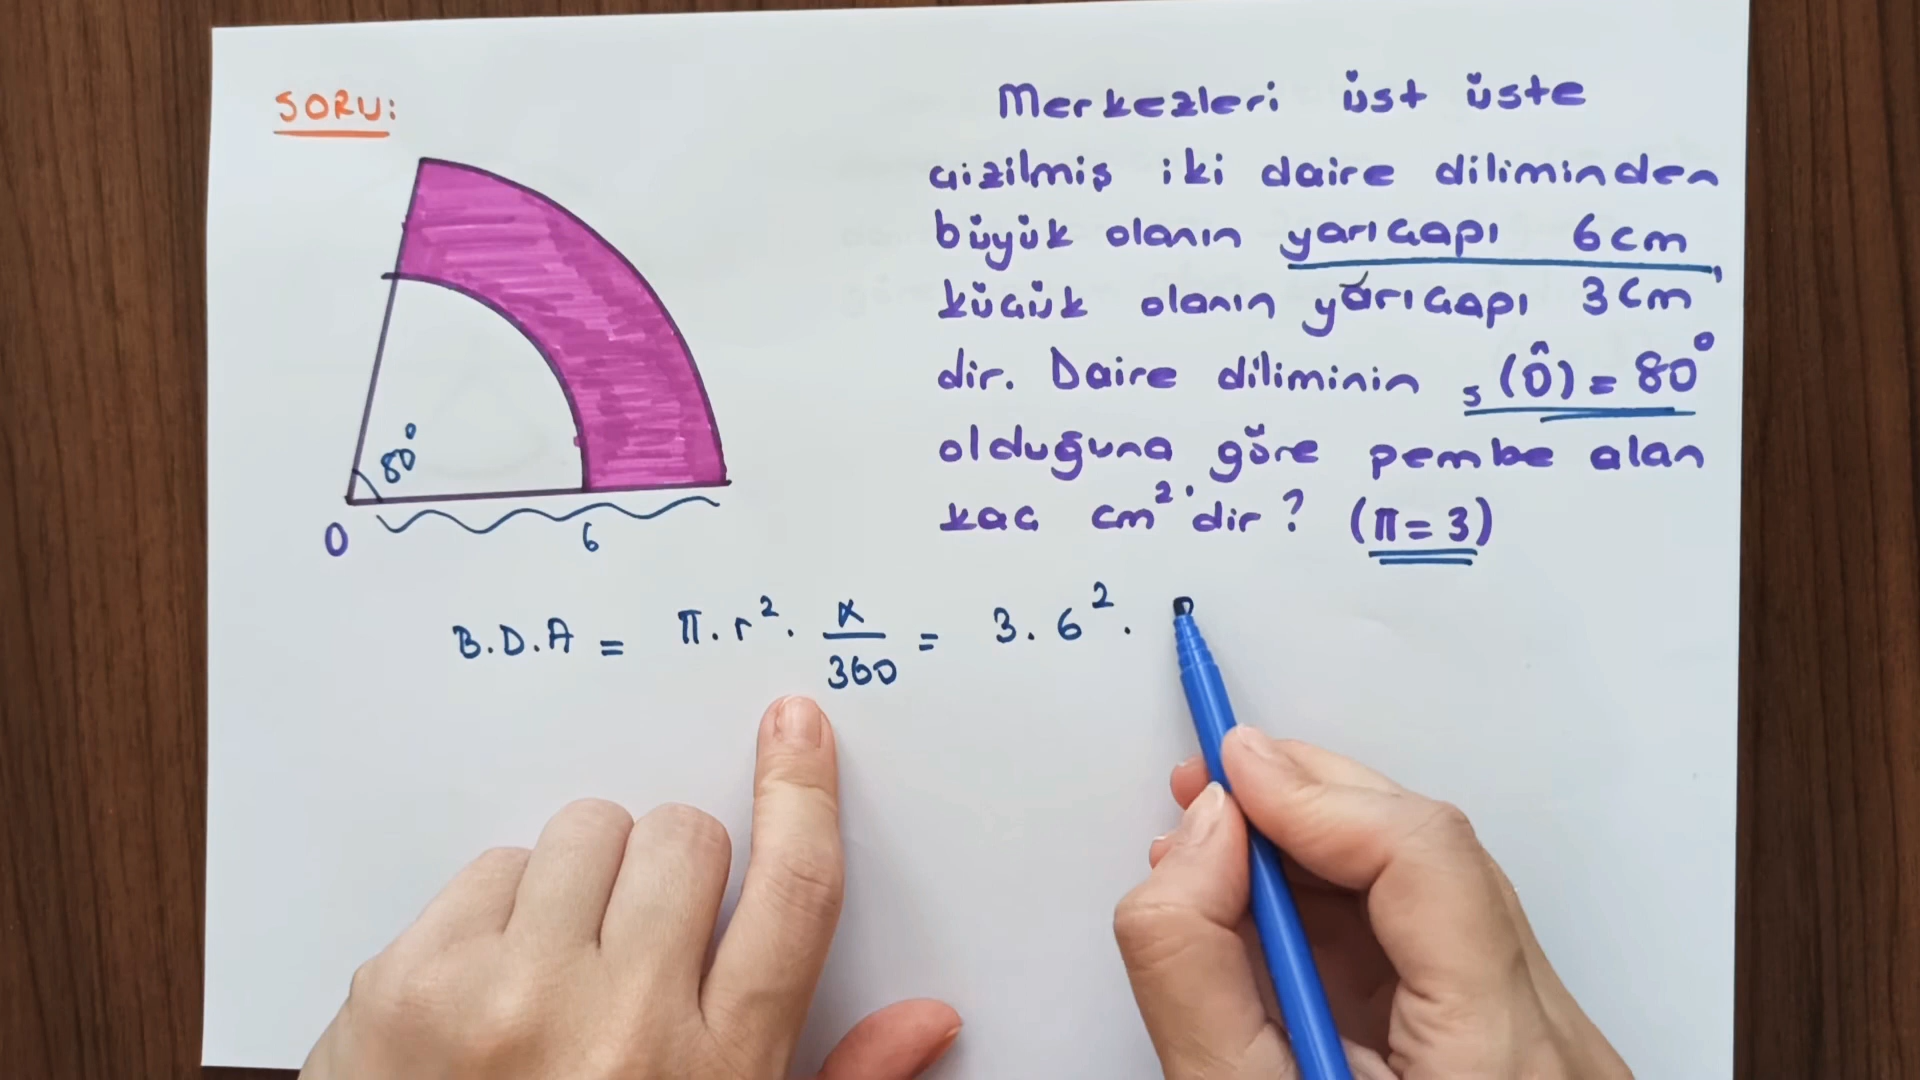 SORU:
Merkezleri üst üste
çizilmiş iki daire diliminden
büyük olanın yarıçapı 6cm,
küçük olanın yarıçapı 3cm
dir. Daire diliminin s(Ô) = 80°
olduğuna göre pembe alan
kaç cm²'dir? (π = 3)
80°
O
6
B.D.A = π.r². α/360 = 3.6².